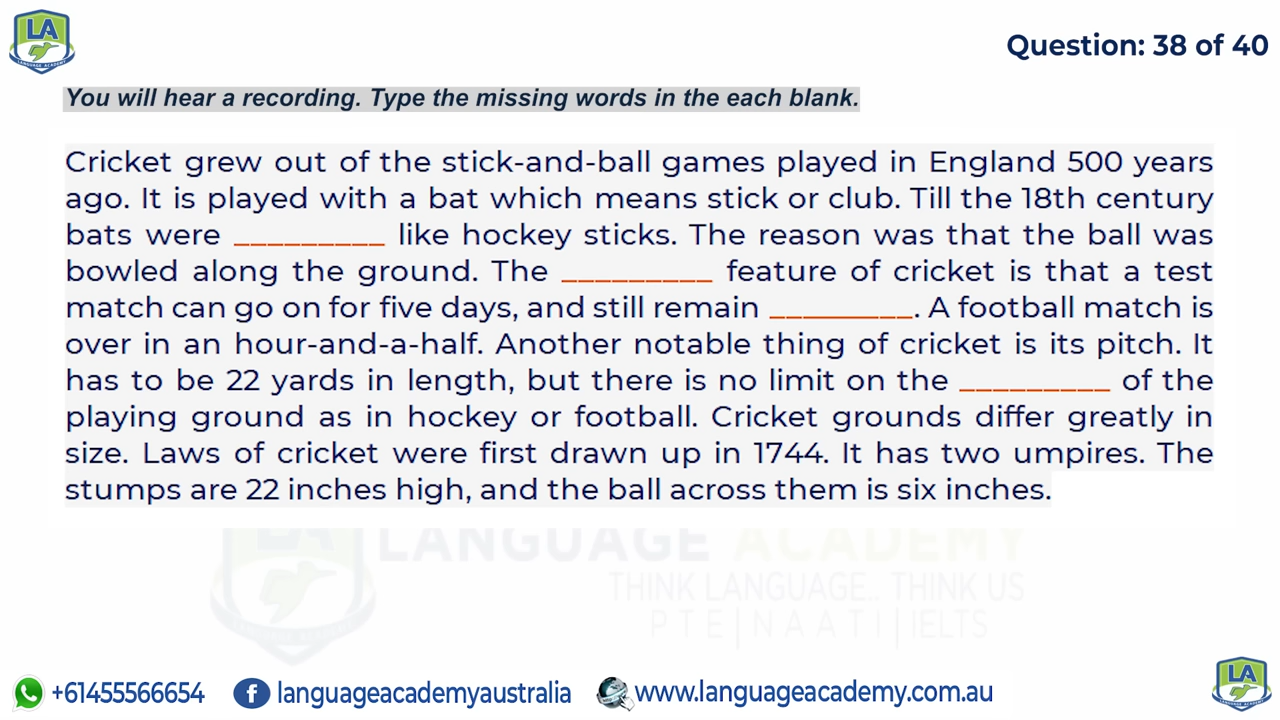 LA
LANGUAGE ACADEMY
Question: 38 of 40
You will hear a recording. Type the missing words in the each blank.
Cricket grew out of the stick-and-ball games played in England 500 years
ago. It is played with a bat which means stick or club. Till the 18th century
bats were _________ like hockey sticks. The reason was that the ball was
bowled along the ground. The _________ feature of cricket is that a test
match can go on for five days, and still remain _________. A football match is
over in an hour-and-a-half. Another notable thing of cricket is its pitch. It
has to be 22 yards in length, but there is no limit on the _________ of the
playing ground as in hockey or football. Cricket grounds differ greatly in
size. Laws of cricket were first drawn up in 1744. It has two umpires. The
stumps are 22 inches high, and the ball across them is six inches.
LANGUAGE ACADEMY
THINK LANGUAGE.. THINK US
PTE|NAATI|IELTS
+61455566654 languageacademyaustralia www.languageacademy.com.au
LA